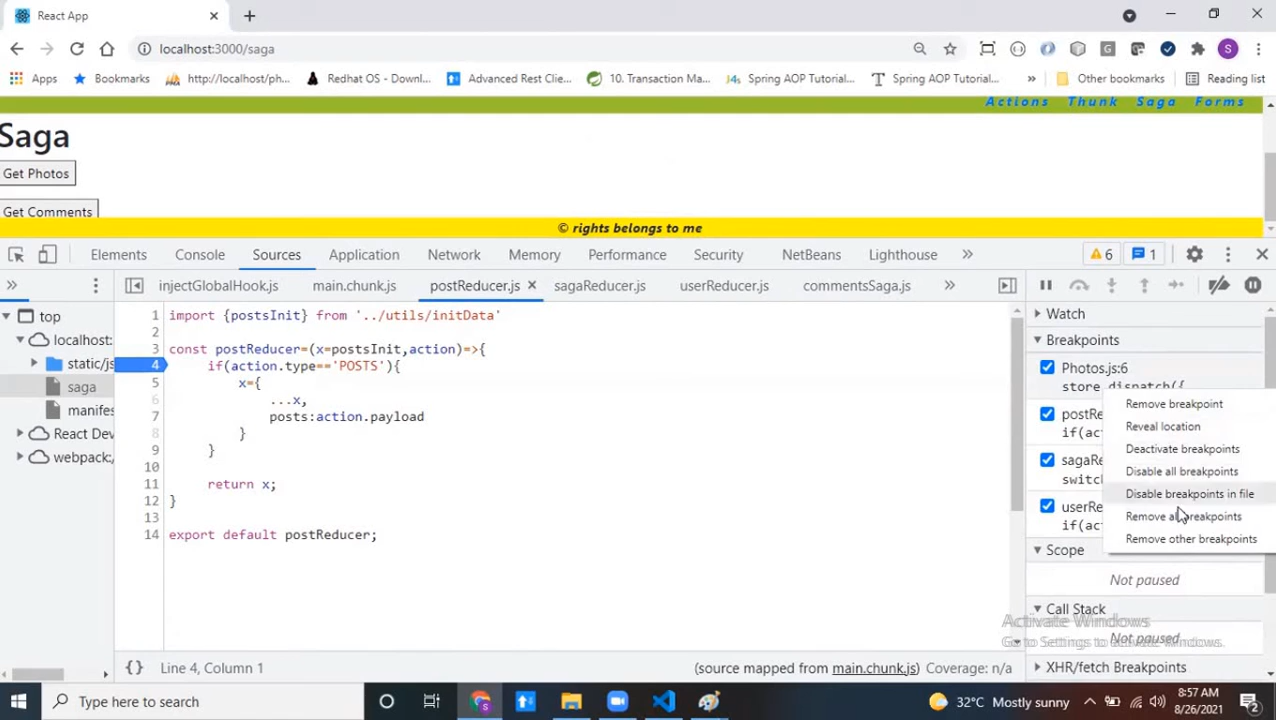 React App
localhost:3000/saga
S
Apps
Bookmarks
http://localhost/ph...
Redhat OS - Downl...
Advanced Rest Clie...
10. Transaction Ma...
Spring AOP Tutorial...
Spring AOP Tutorial...
»
Other bookmarks
Reading list
Actions Thunk Saga Forms
Saga
Get Photos
Get Comments
© rights belongs to me
Elements Console Sources Application Network Memory Performance Security NetBeans Lighthouse » 6 1
» injectGlobalHook.js main.chunk.js postReducer.js sagaReducer.js userReducer.js commentsSaga.js »
top
localhost:
static/js
saga
manifes
React Dev
webpack:/
1 import {postsInit} from '../utils/initData'
2
3 const postReducer=(x=postsInit,action)=>{
4 if(action.type=='POSTS'){
5 x={
6 ...x,
7 posts:action.payload
8 }
9 }
10
11 return x;
12 }
13
14 export default postReducer;
{} Line 4, Column 1
(source mapped from main.chunk.js) Coverage: n/a
Watch
Breakpoints
Photos.js:6
store.dispatch({
postRe
if(ac
sagaRe
switc
userRe
if(ac
Remove breakpoint
Reveal location
Deactivate breakpoints
Disable all breakpoints
Disable breakpoints in file
Remove all breakpoints
Remove other breakpoints
Scope
Not paused
Call Stack
Not paused
XHR/fetch Breakpoints
Activate Windows
Go to Settings to activate Windows.
Type here to search
32°C Mostly sunny
8:57 AM
8/26/2021
2